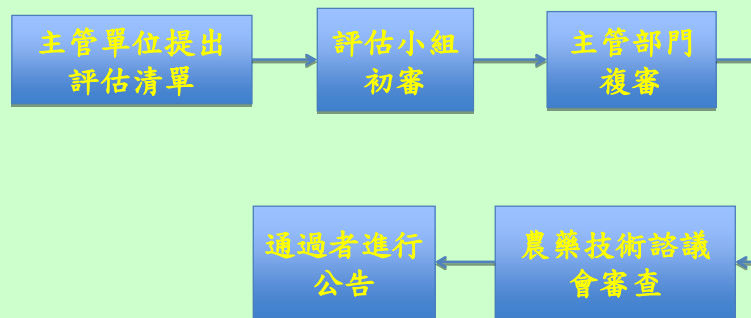 主管單位提出
評估清單
評估小組
初審
主管部門
複審
農藥技術諮議
會審查
通過者進行
公告